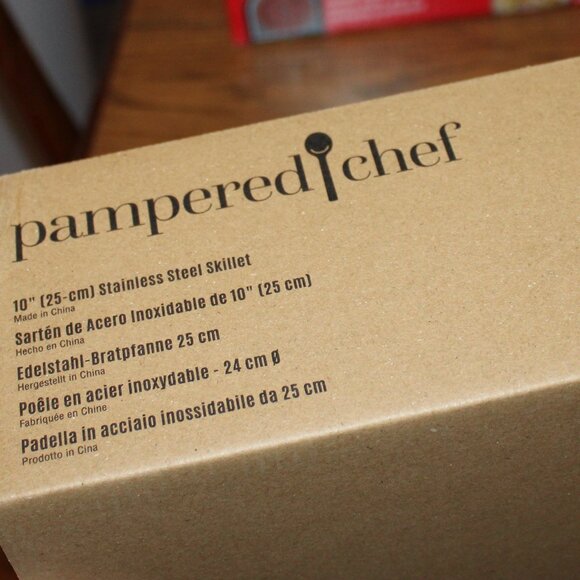 pampered chef
10" (25-cm) Stainless Steel Skillet
Made in China
Sartén de Acero Inoxidable de 10" (25 cm)
Hecho en China
Edelstahl-Bratpfanne 25 cm
Hergestellt in China
Poêle en acier inoxydable - 24 cm Ø
Fabriquée en Chine
Padella in acciaio inossidabile da 25 cm
Prodotto in Cina